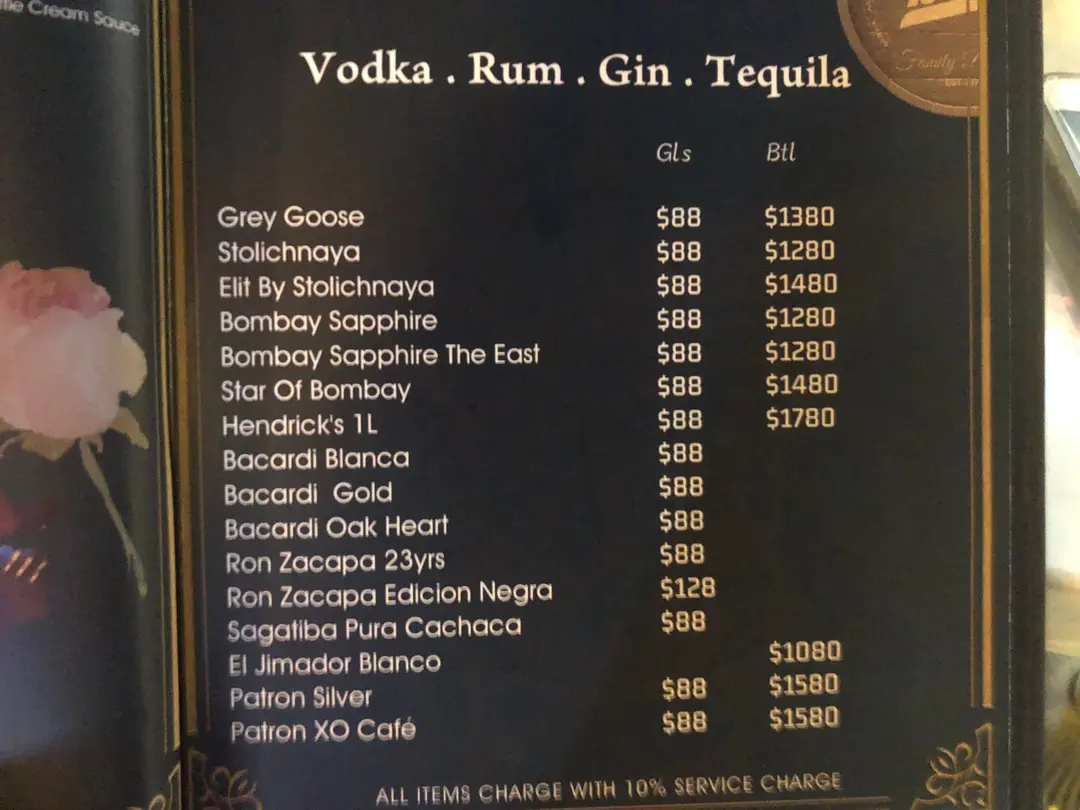 Cream Sauce
Vodka . Rum . Gin . Tequila
Gls Btl
Grey Goose $88 $1380
Stolichnaya $88 $1280
Elit By Stolichnaya $88 $1480
Bombay Sapphire $88 $1280
Bombay Sapphire The East $88 $1280
Star Of Bombay $88 $1480
Hendrick's 1L $88 $1780
Bacardi Blanca $88
Bacardi Gold $88
Bacardi Oak Heart $88
Ron Zacapa 23yrs $88
Ron Zacapa Edicion Negra $128
Sagatiba Pura Cachaca $88
El Jimador Blanco $1080
Patron Silver $88 $1580
Patron XO Café $88 $1580
ALL ITEMS CHARGE WITH 10% SERVICE CHARGE
Family